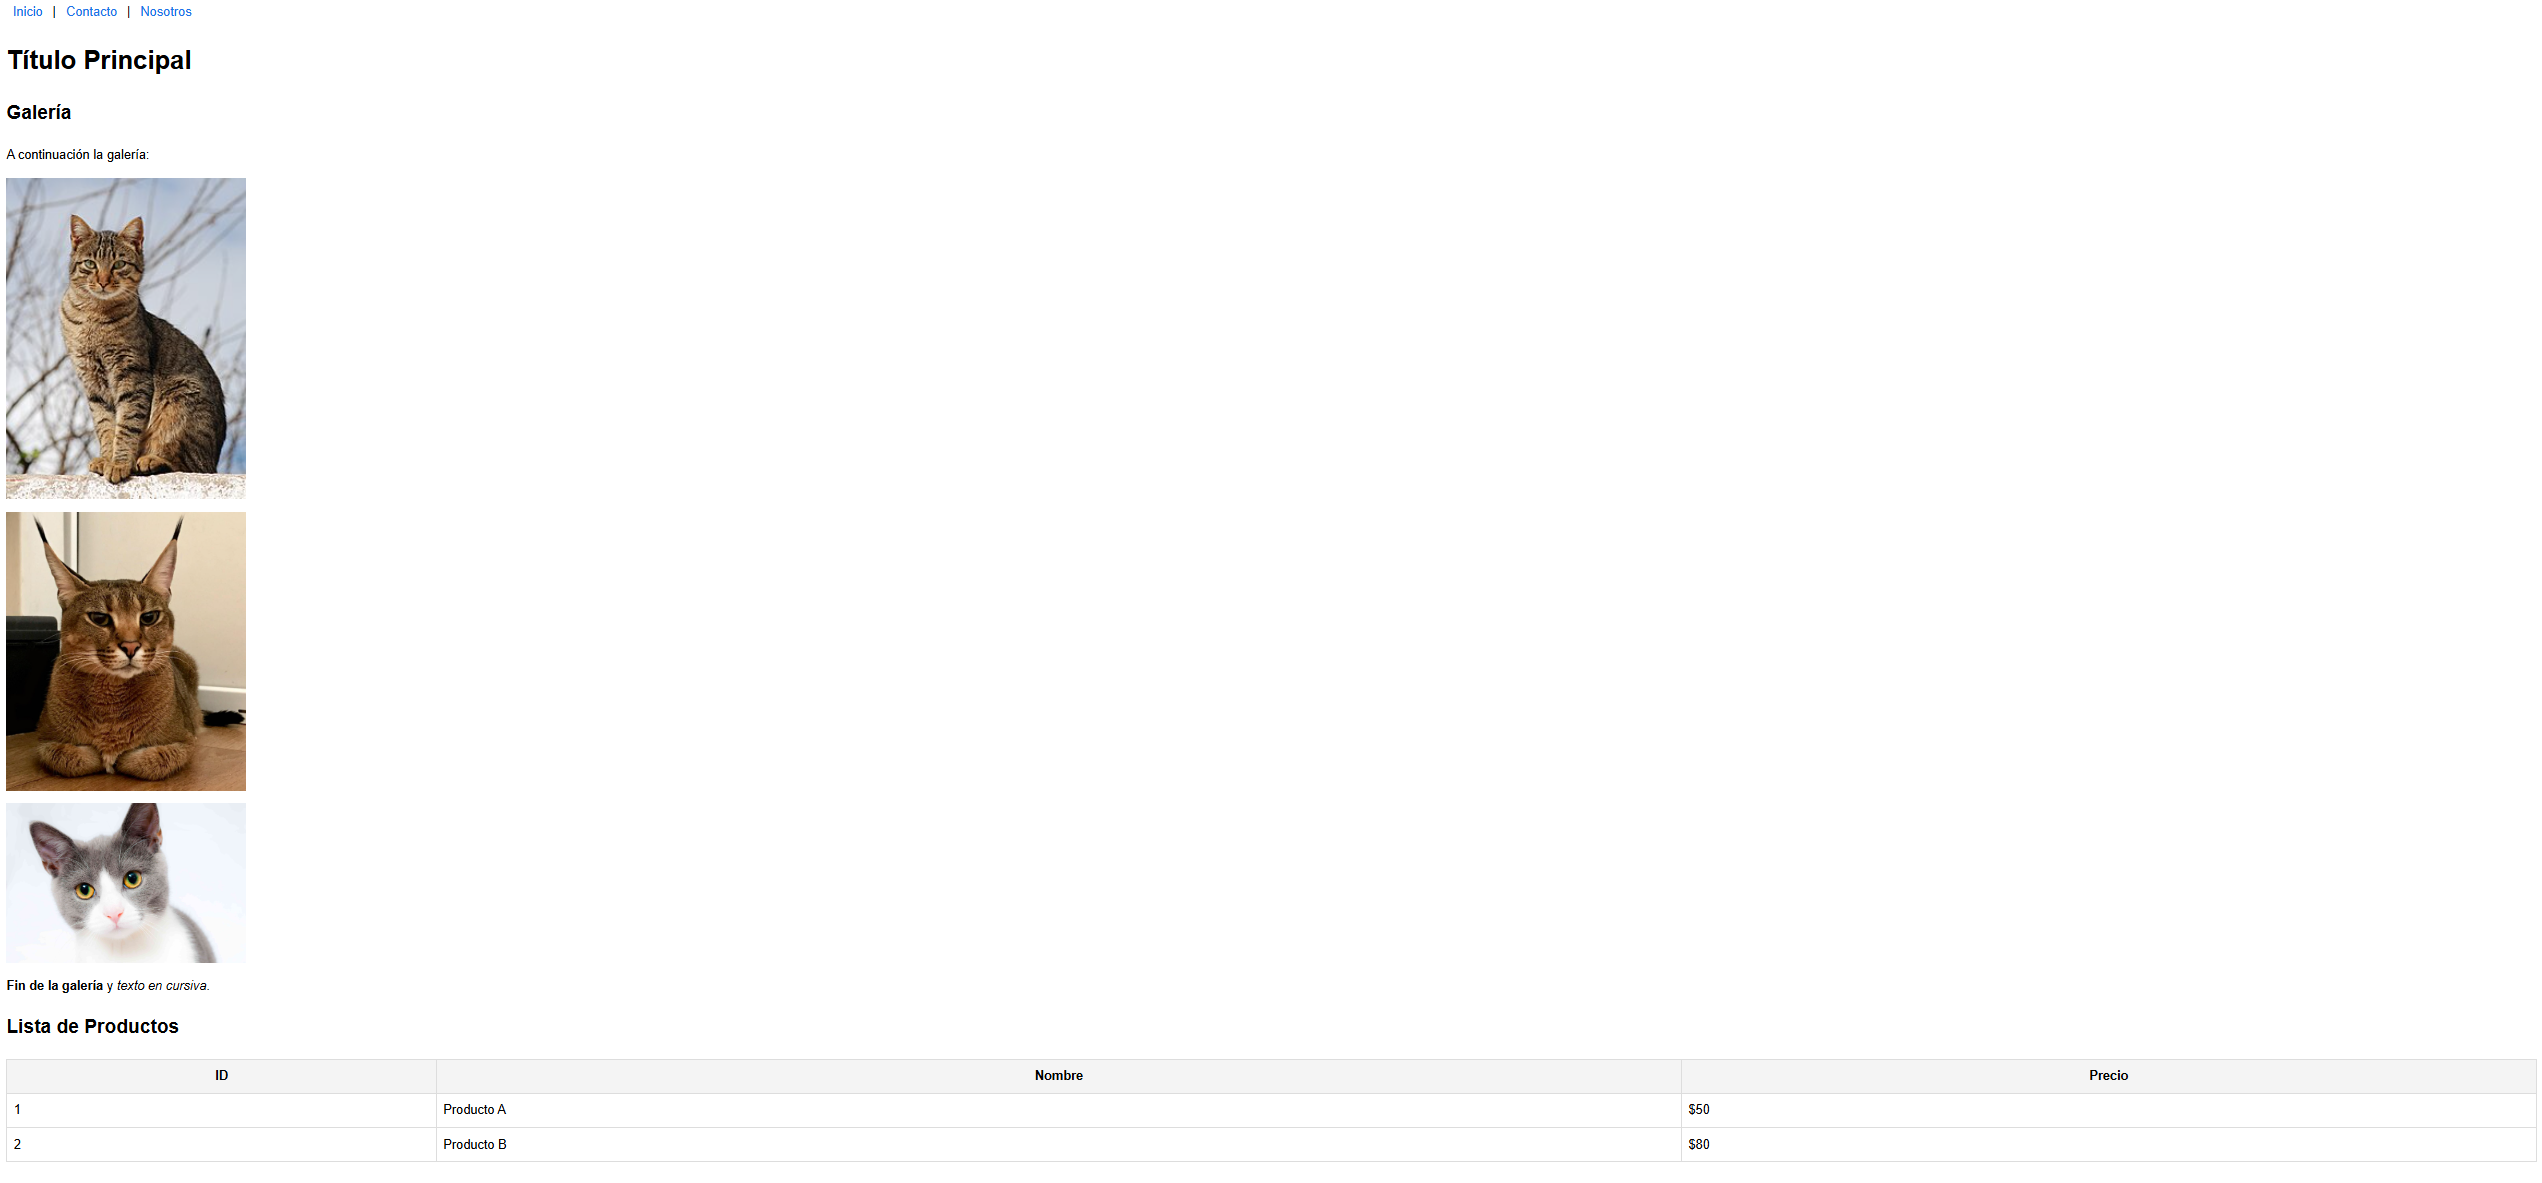 Inicio | Contacto | Nosotros
Título Principal
Galería
A continuación la galería:
Fin de la galería y texto en cursiva.
Lista de Productos
ID Nombre Precio
1 Producto A $50
2 Producto B $80